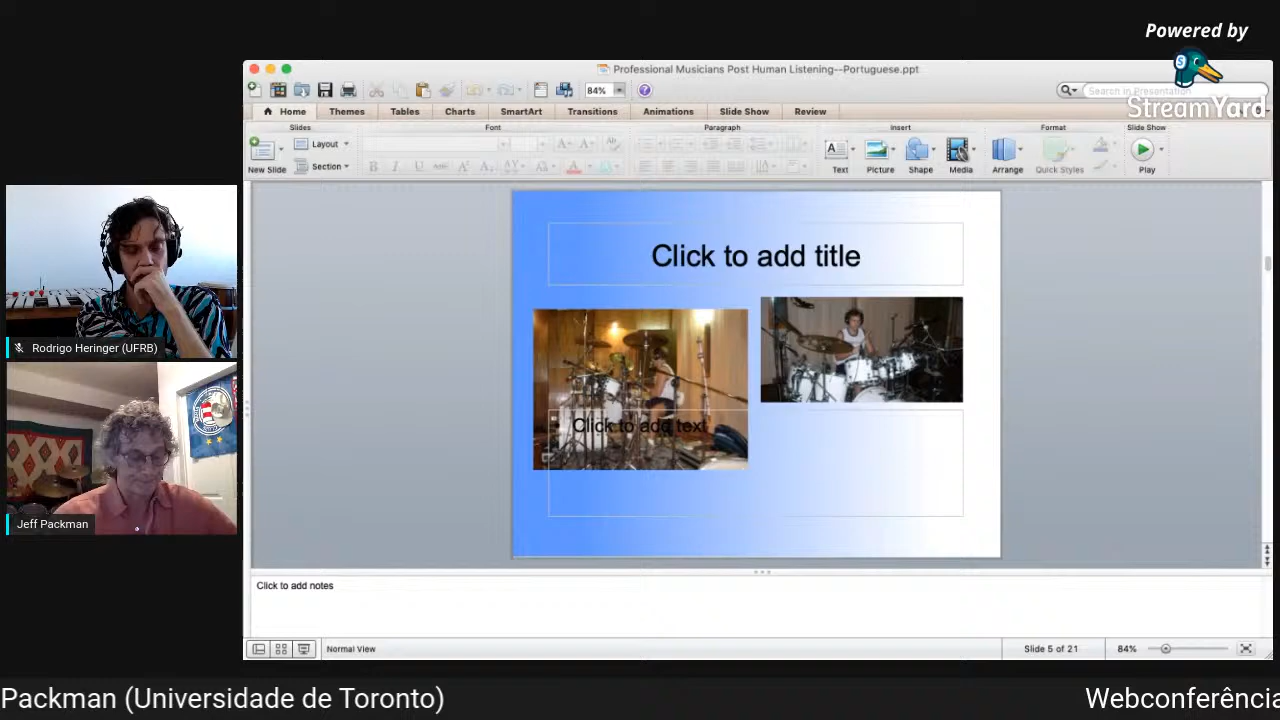 Powered by
StreamYard
Professional Musicians Post Human Listening--Portuguese.ppt
84%
Search in Presentation
Home
Themes
Tables
Charts
SmartArt
Transitions
Animations
Slide Show
Review
Slides
Font
Paragraph
Insert
Format
Slide Show
New Slide
Layout
Section
Text
Picture
Shape
Media
Arrange
Quick Styles
Play
Click to add title
Click to add text
Rodrigo Heringer (UFRB)
Jeff Packman
Click to add notes
Normal View
Slide 5 of 21
84%
Packman (Universidade de Toronto)
Webconferência